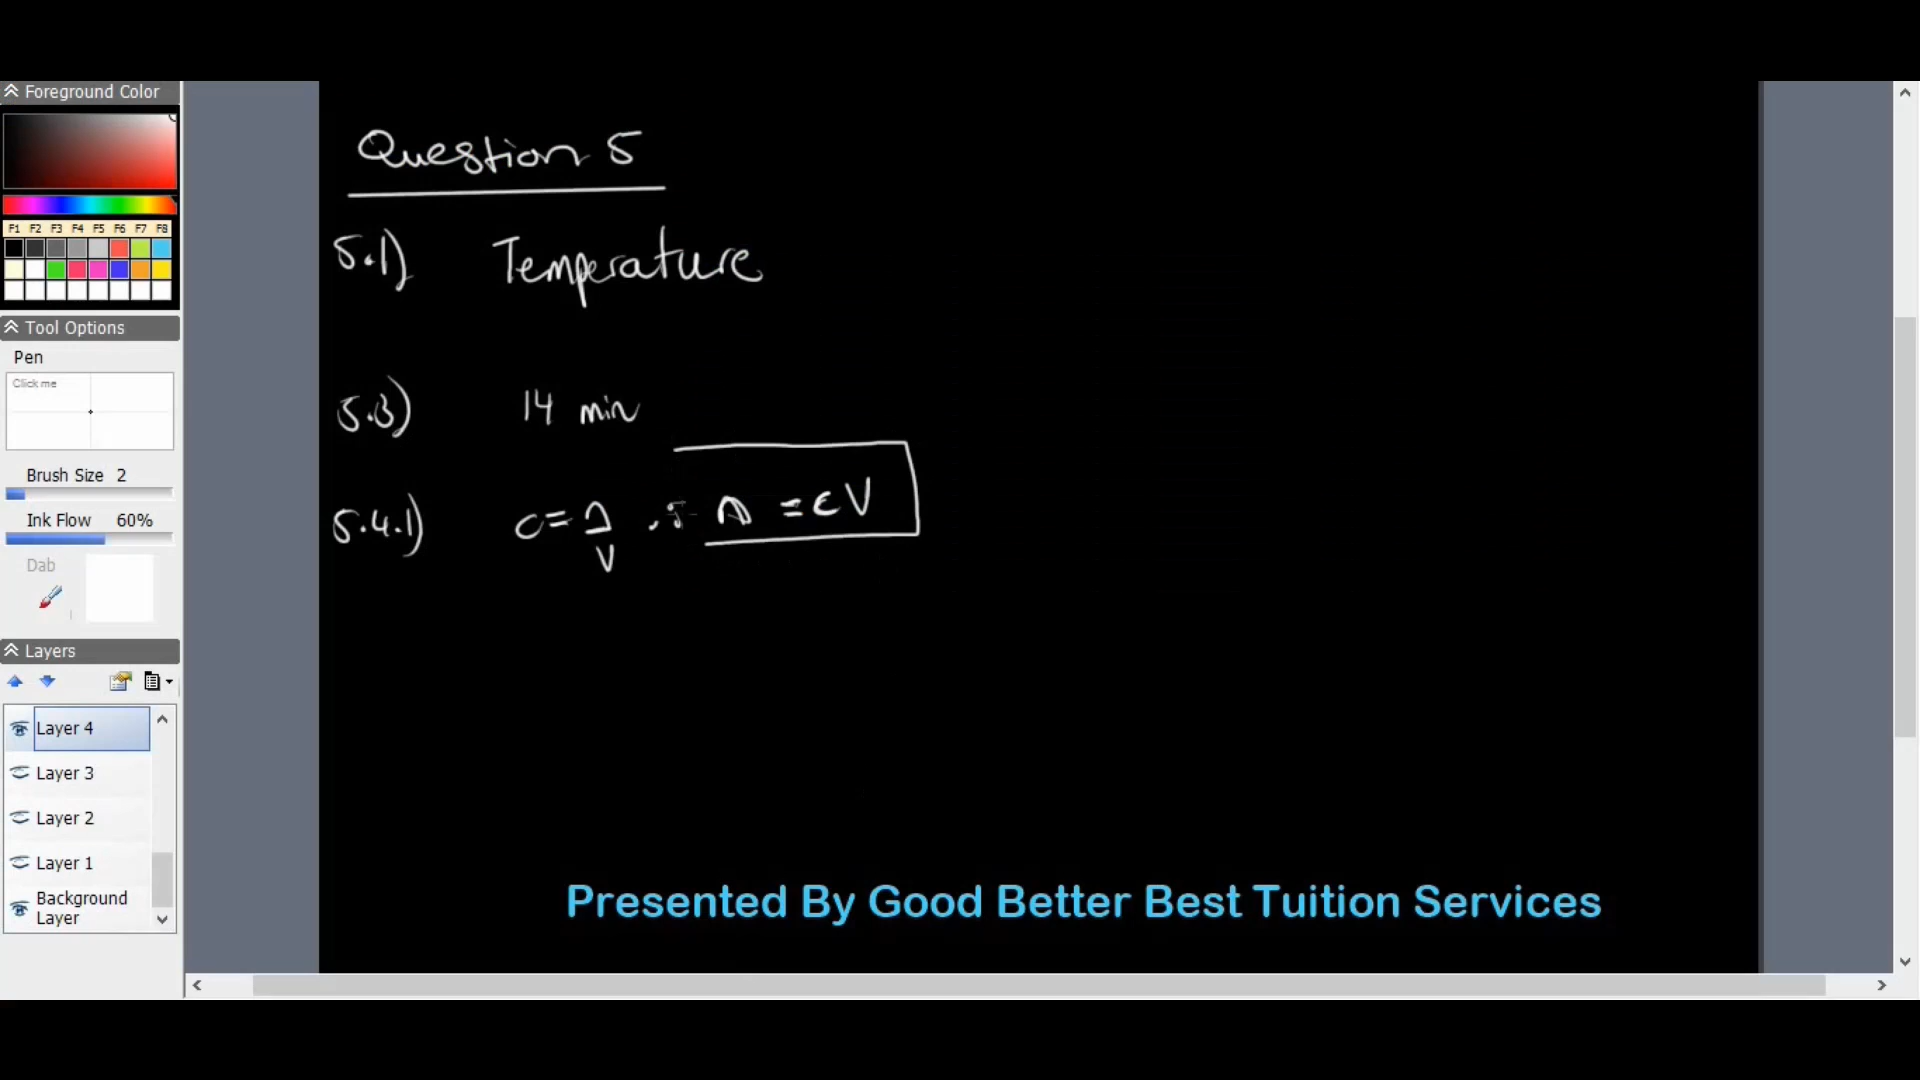 Foreground Color
F1 F2 F3 F4 F5 F6 F7 F8
Tool Options
Pen
Click me
Brush Size 2
Ink Flow 60%
Dab
Layers
Layer 4
Layer 3
Layer 2
Layer 1
Background
Layer
Question 5
5.1) Temperature
5.3) 14 min
5.4.1) c = n/V ∴ n = cV
Presented By Good Better Best Tuition Services